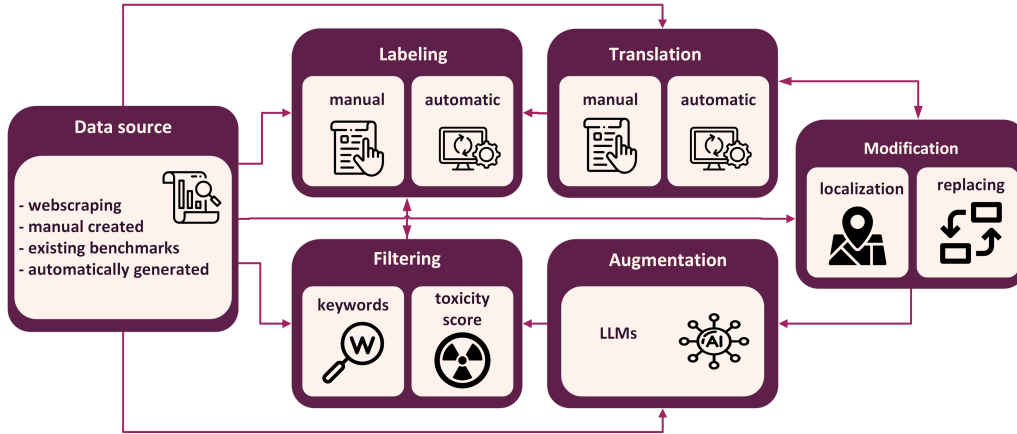 Data source
- webscraping
- manual created
- existing benchmarks
- automatically generated
Labeling
manual
automatic
Translation
manual
automatic
Modification
localization
replacing
Filtering
keywords
W
toxicity
score
Augmentation
LLMs
AI